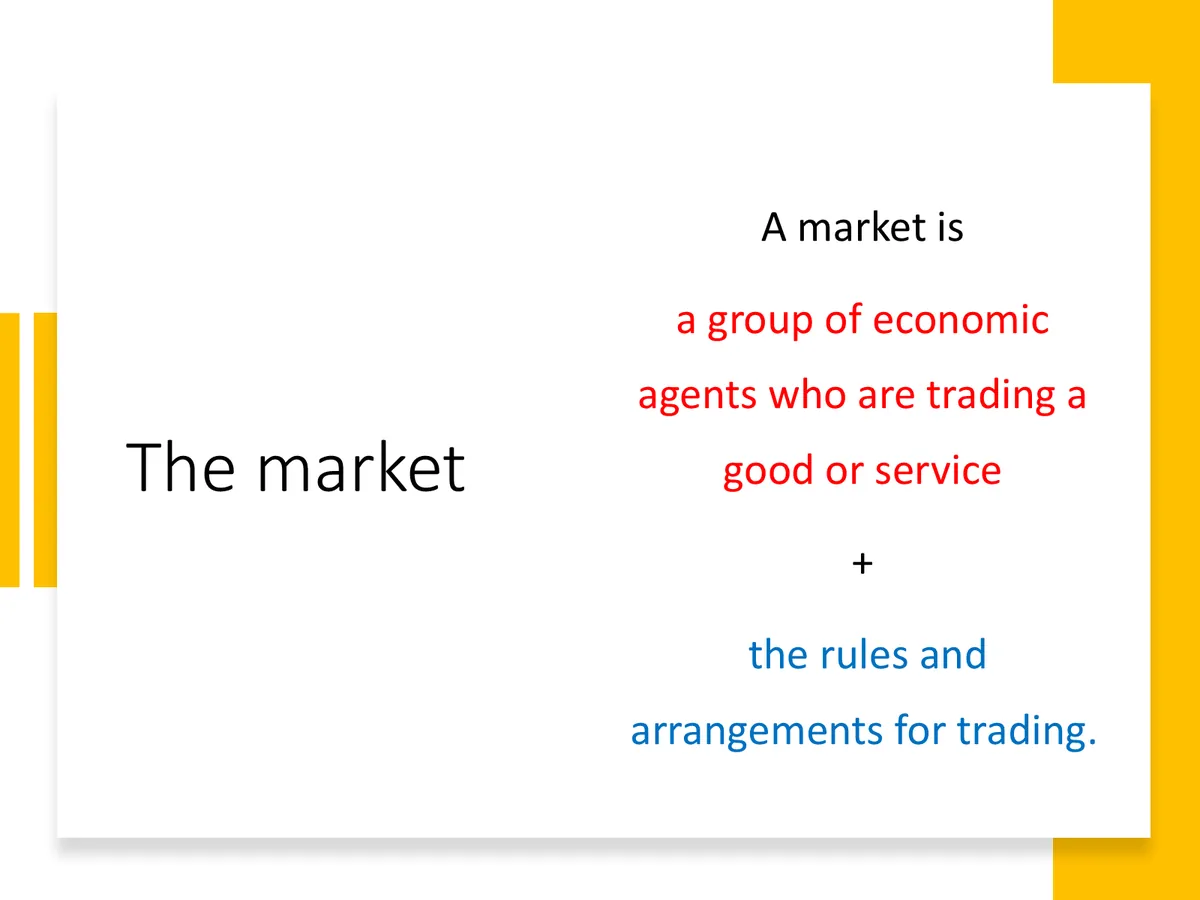 The market
A market is
a group of economic
agents who are trading a
good or service
+
the rules and
arrangements for trading.